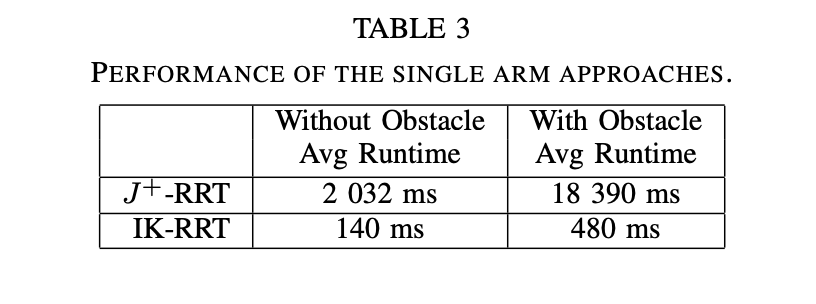 TABLE 3
PERFORMANCE OF THE SINGLE ARM APPROACHES.
Without Obstacle With Obstacle
Avg Runtime Avg Runtime
J⁺-RRT 2 032 ms 18 390 ms
IK-RRT 140 ms 480 ms